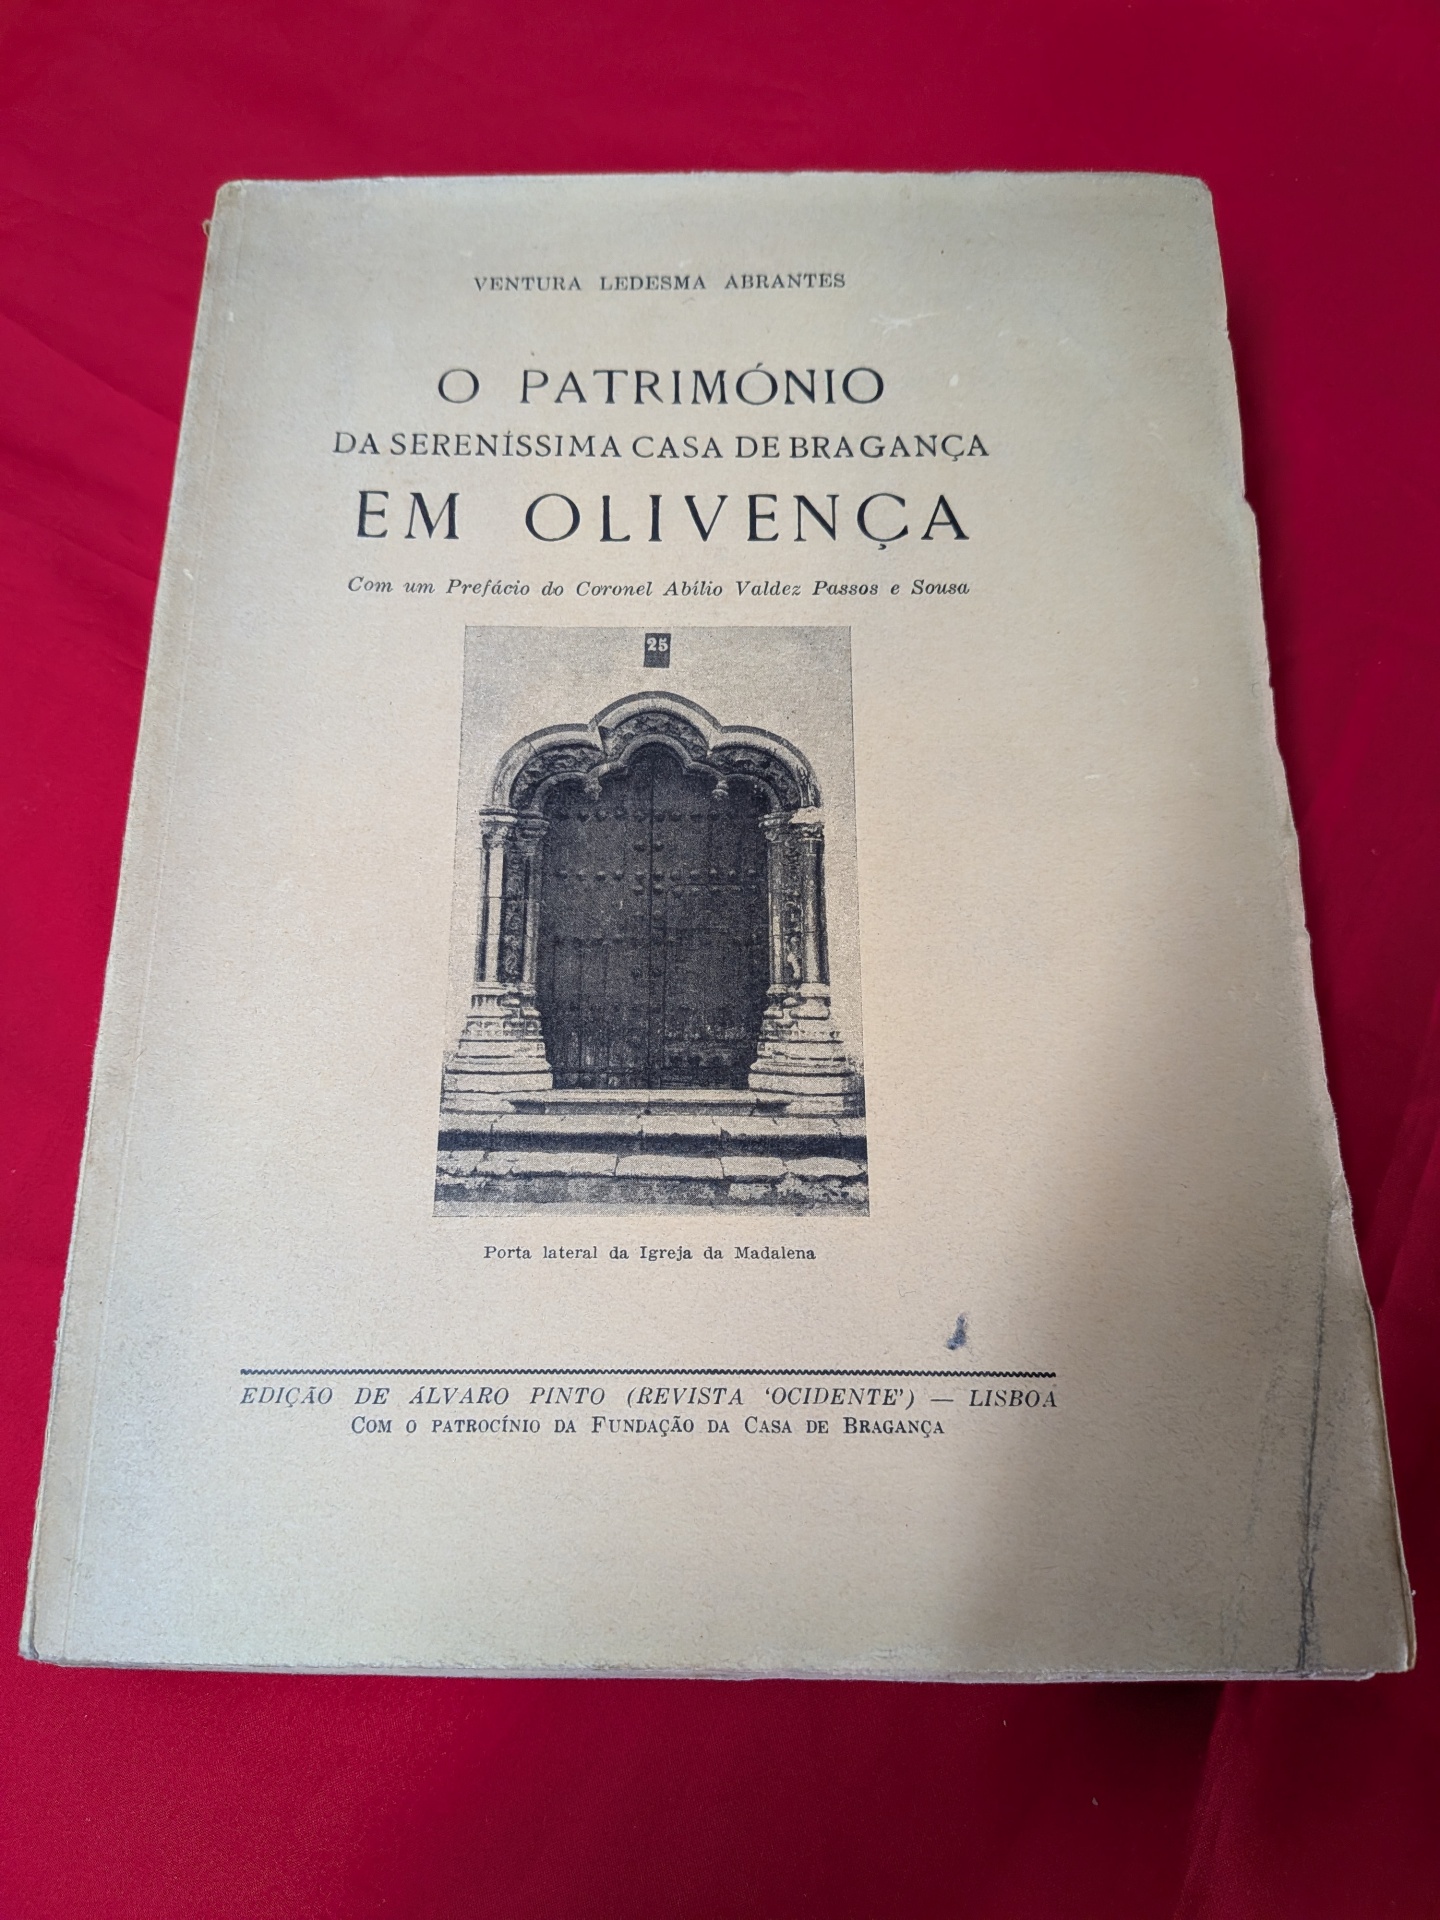 VENTURA LEDESMA ABRANTES
O PATRIMÓNIO
DA SERENÍSSIMA CASA DE BRAGANÇA
EM OLIVENÇA
Com um Prefácio do Coronel Abílio Valdez Passos e Sousa
25
Porta lateral da Igreja da Madalena
EDIÇÃO DE ÁLVARO PINTO (REVISTA 'OCIDENTE') — LISBOA
COM O PATROCÍNIO DA FUNDAÇÃO DA CASA DE BRAGANÇA